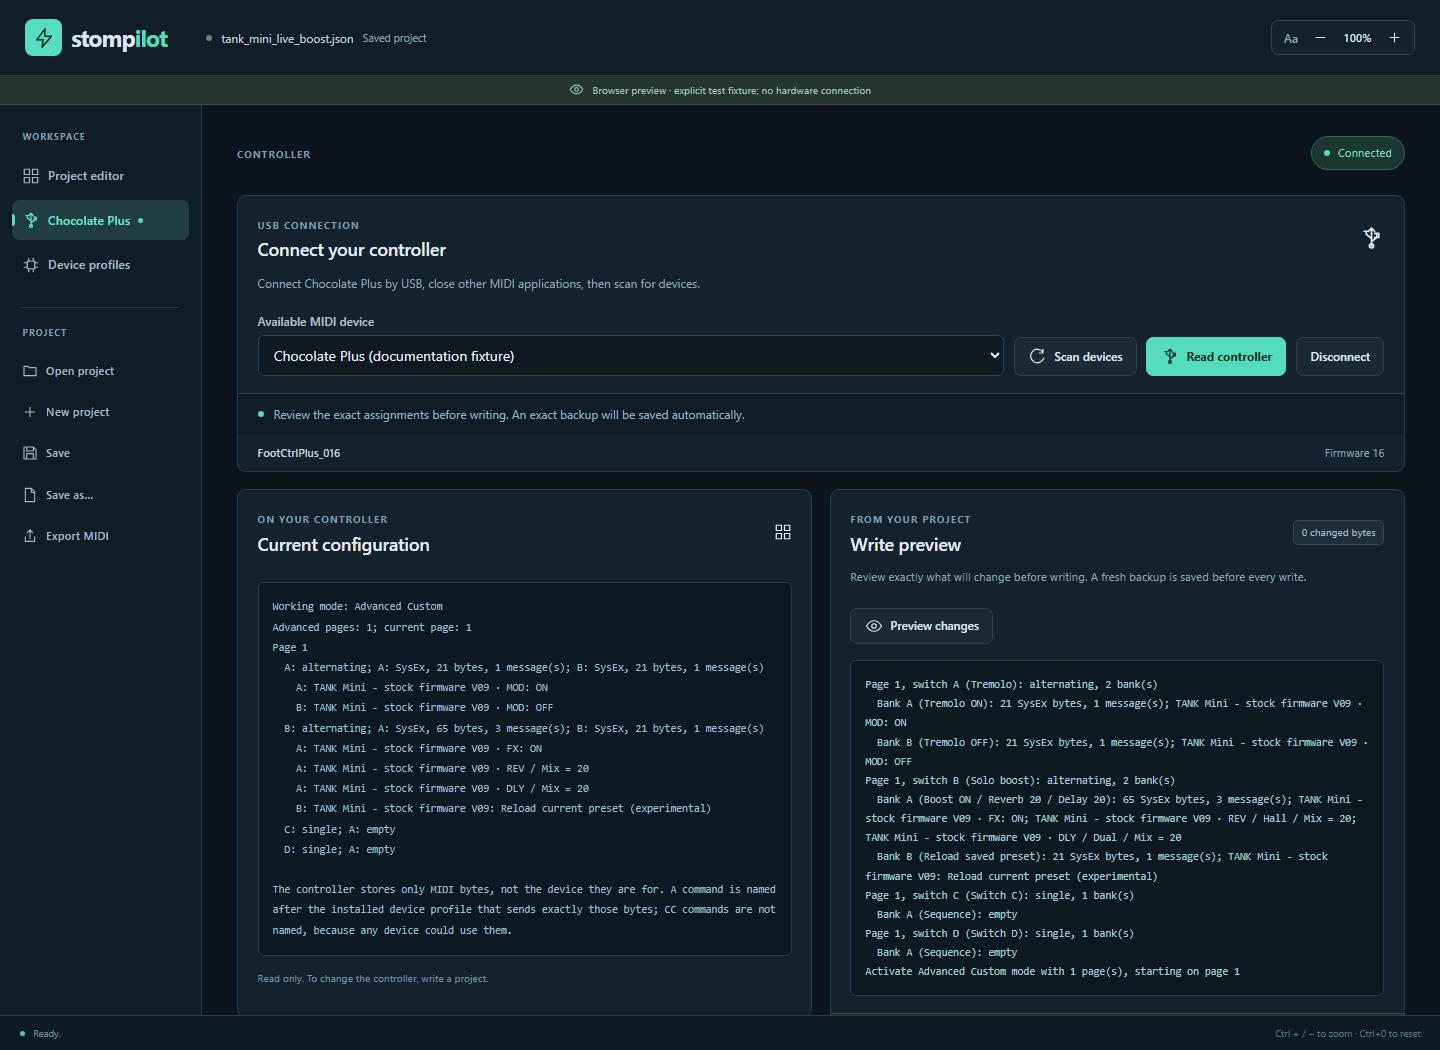 stompilot
tank_mini_live_boost.json Saved project
Aa − 100% +
Browser preview · explicit test fixture; no hardware connection
WORKSPACE
Project editor
Chocolate Plus
Device profiles
PROJECT
Open project
New project
Save
Save as...
Export MIDI
CONTROLLER
Connected
USB CONNECTION
Connect your controller
Connect Chocolate Plus by USB, close other MIDI applications, then scan for devices.
Available MIDI device
Chocolate Plus (documentation fixture)
Scan devices
Read controller
Disconnect
Review the exact assignments before writing. An exact backup will be saved automatically.
FootCtrlPlus_016
Firmware 16
ON YOUR CONTROLLER
Current configuration
Working mode: Advanced Custom
Advanced pages: 1; current page: 1
Page 1
A: alternating; A: SysEx, 21 bytes, 1 message(s); B: SysEx, 21 bytes, 1 message(s)
A: TANK Mini - stock firmware V09 · MOD: ON
B: TANK Mini - stock firmware V09 · MOD: OFF
B: alternating; A: SysEx, 65 bytes, 3 message(s); B: SysEx, 21 bytes, 1 message(s)
A: TANK Mini - stock firmware V09 · FX: ON
A: TANK Mini - stock firmware V09 · REV / Mix = 20
A: TANK Mini - stock firmware V09 · DLY / Mix = 20
B: TANK Mini - stock firmware V09: Reload current preset (experimental)
C: single; A: empty
D: single; A: empty
The controller stores only MIDI bytes, not the device they are for. A command is named
after the installed device profile that sends exactly those bytes; CC commands are not
named, because any device could use them.
Read only. To change the controller, write a project.
FROM YOUR PROJECT
Write preview
0 changed bytes
Review exactly what will change before writing. A fresh backup is saved before every write.
Preview changes
Page 1, switch A (Tremolo): alternating, 2 bank(s)
Bank A (Tremolo ON): 21 SysEx bytes, 1 message(s); TANK Mini - stock firmware V09 ·
MOD: ON
Bank B (Tremolo OFF): 21 SysEx bytes, 1 message(s); TANK Mini - stock firmware V09 ·
MOD: OFF
Page 1, switch B (Solo boost): alternating, 2 bank(s)
Bank A (Boost ON / Reverb 20 / Delay 20): 65 SysEx bytes, 3 message(s); TANK Mini -
stock firmware V09 · FX: ON; TANK Mini - stock firmware V09 · REV / Hall / Mix = 20;
TANK Mini - stock firmware V09 · DLY / Dual / Mix = 20
Bank B (Reload saved preset): 21 SysEx bytes, 1 message(s); TANK Mini - stock
firmware V09: Reload current preset (experimental)
Page 1, switch C (Switch C): single, 1 bank(s)
Bank A (Sequence): empty
Page 1, switch D (Switch D): single, 1 bank(s)
Bank A (Sequence): empty
Activate Advanced Custom mode with 1 page(s), starting on page 1
Ready.
Ctrl + / − to zoom · Ctrl+0 to reset